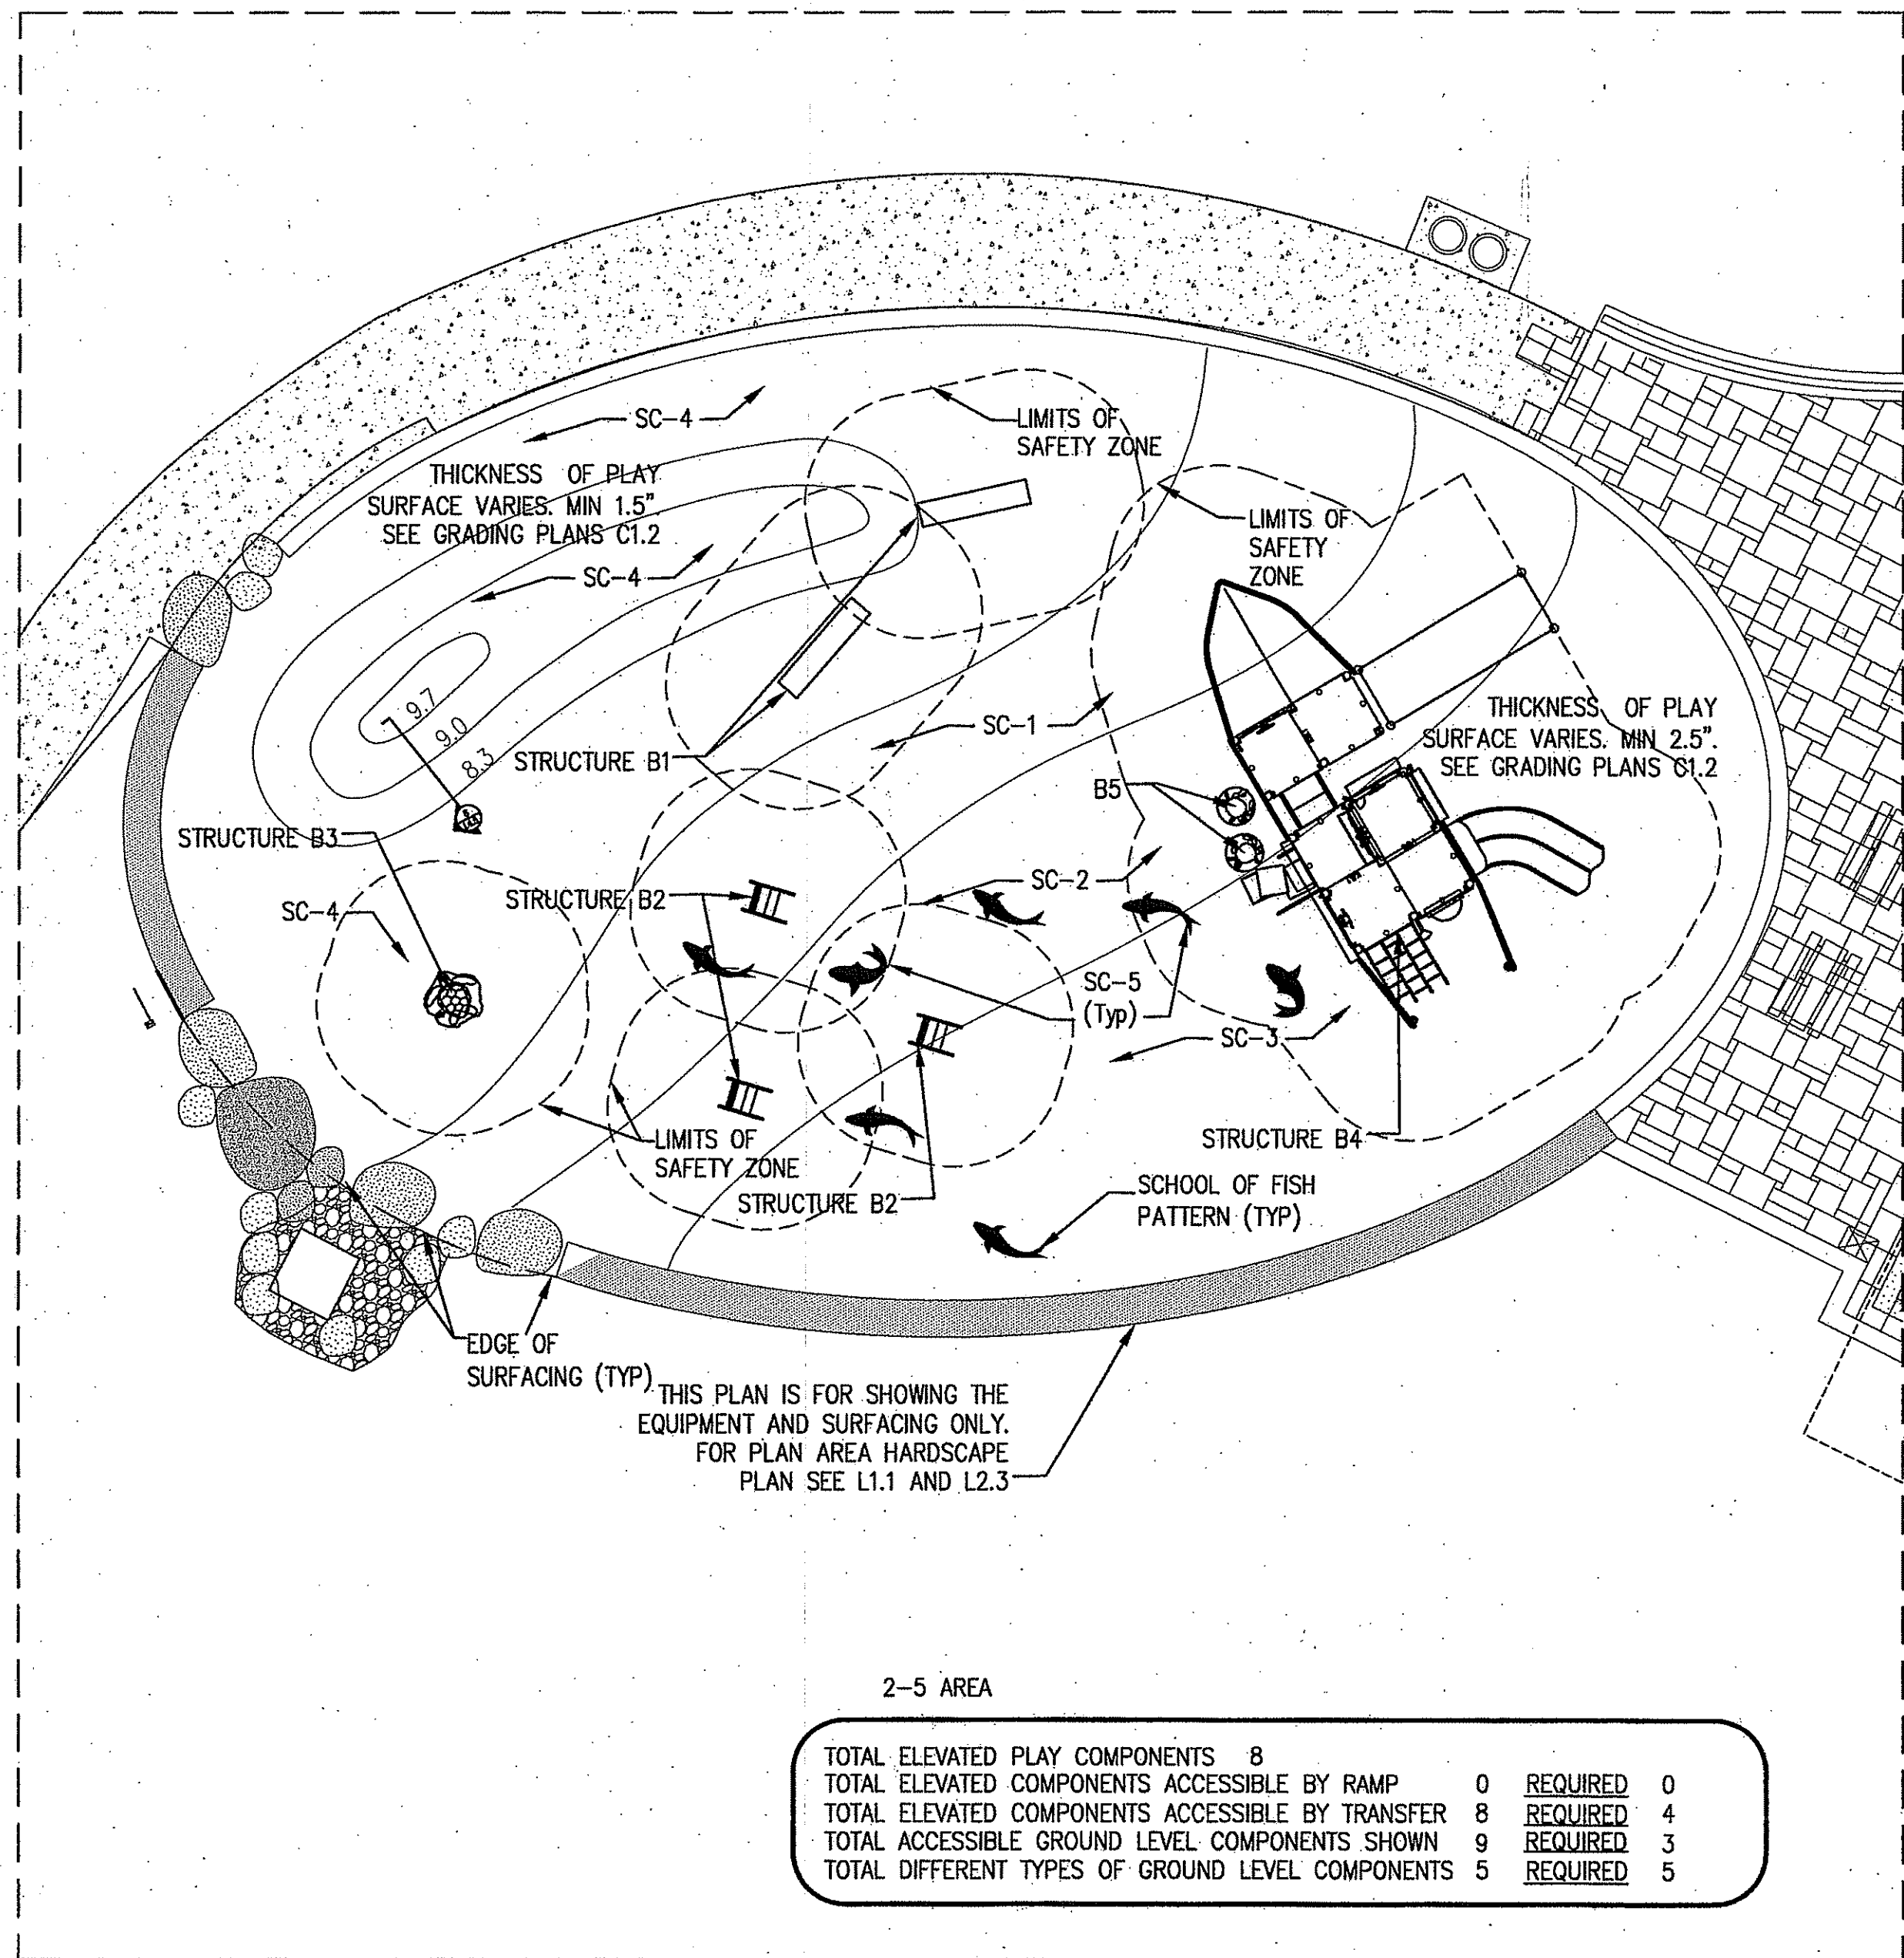 SC-4
LIMITS OF
SAFETY ZONE
THICKNESS OF PLAY
SURFACE VARIES. MIN 1.5".
SEE GRADING PLANS C1.2
LIMITS OF
SAFETY
ZONE
SC-4
9.7
9.0
8.3
SC-1
THICKNESS OF PLAY
SURFACE VARIES. MIN 2.5".
SEE GRADING PLANS C1.2
STRUCTURE B1
B5
STRUCTURE B3
SC-2
STRUCTURE B2
SC-4
SC-5
(Typ)
SC-3
LIMITS OF
SAFETY ZONE
STRUCTURE B4
STRUCTURE B2
SCHOOL OF FISH
PATTERN (TYP)
EDGE OF
SURFACING (TYP)
THIS PLAN IS FOR SHOWING THE
EQUIPMENT AND SURFACING ONLY.
FOR PLAN AREA HARDSCAPE
PLAN SEE L1.1 AND L2.3
2-5 AREA
TOTAL ELEVATED PLAY COMPONENTS 8
TOTAL ELEVATED COMPONENTS ACCESSIBLE BY RAMP 0 REQUIRED 0
TOTAL ELEVATED COMPONENTS ACCESSIBLE BY TRANSFER 8 REQUIRED 4
TOTAL ACCESSIBLE GROUND LEVEL COMPONENTS SHOWN 9 REQUIRED 3
TOTAL DIFFERENT TYPES OF GROUND LEVEL COMPONENTS 5 REQUIRED 5